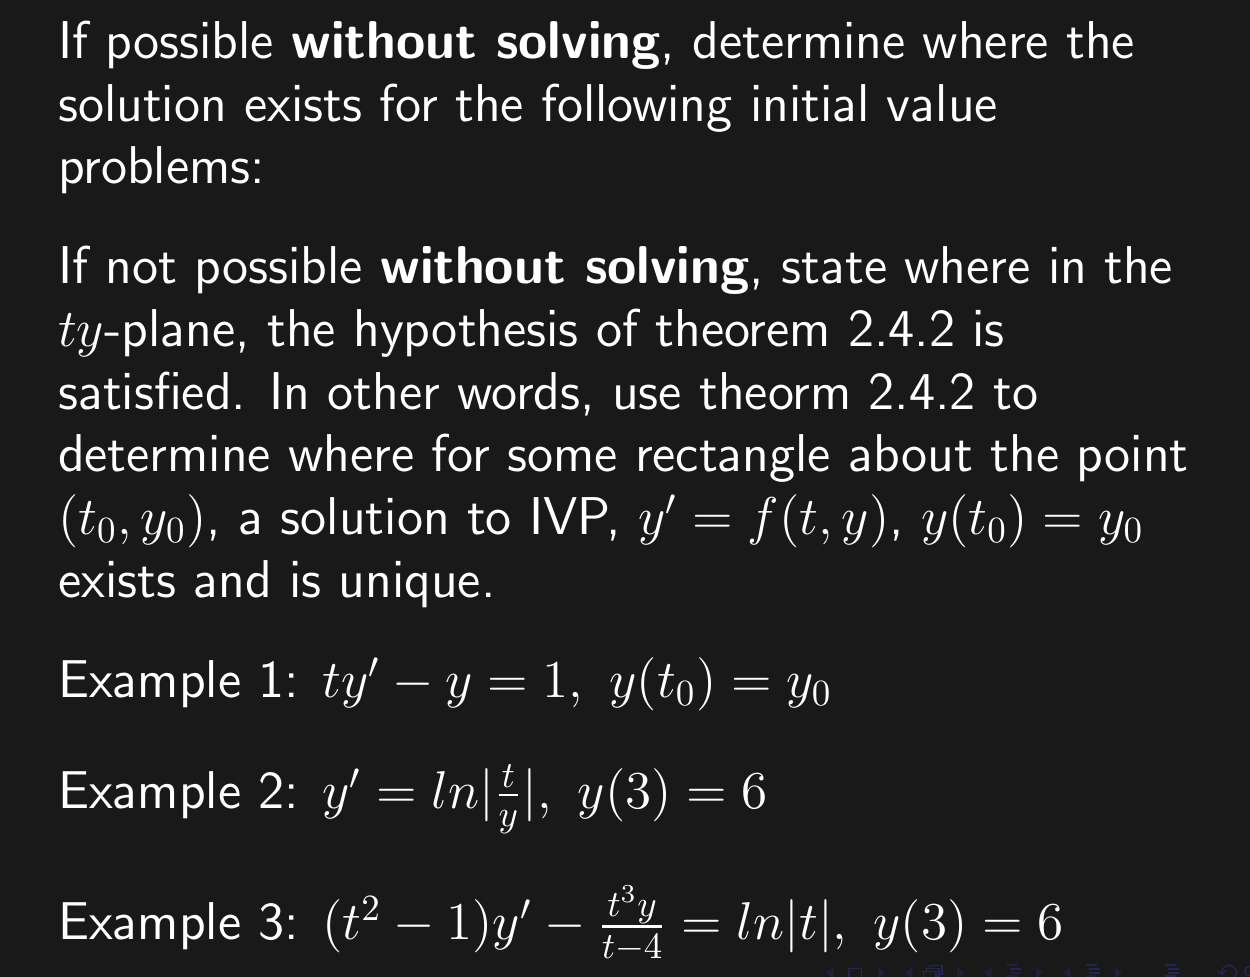 If possible without solving, determine where the
solution exists for the following initial value
problems:
If not possible without solving, state where in the
ty-plane, the hypothesis of theorem 2.4.2 is
satisfied. In other words, use theorm 2.4.2 to
determine where for some rectangle about the point
(t₀, y₀), a solution to IVP, y′ = f(t, y), y(t₀) = y₀
exists and is unique.
Example 1: ty′ − y = 1, y(t₀) = y₀
Example 2: y′ = ln|t/y|, y(3) = 6
Example 3: (t² − 1)y′ − t³y/(t−4) = ln|t|, y(3) = 6